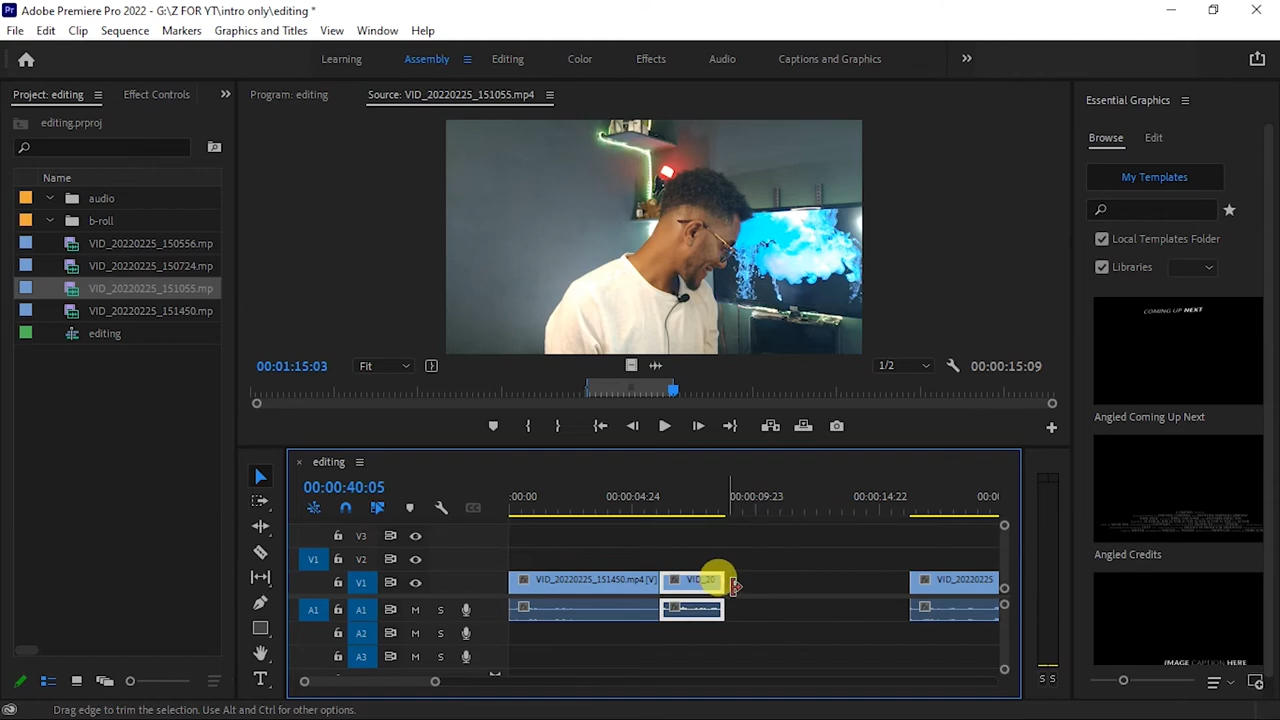 Pr Adobe Premiere Pro 2022 - G:\Z FOR YT\intro only\editing *
File Edit Clip Sequence Markers Graphics and Titles View Window Help
Learning Assembly Editing Color Effects Audio Captions and Graphics
Project: editing Effect Controls
Program: editing Source: VID_20220225_151055.mp4
Essential Graphics
editing.prproj
Browse Edit
Name
My Templates
audio
b-roll
VID_20220225_150556.mp
VID_20220225_150724.mp
VID_20220225_151055.mp
VID_20220225_151450.mp
editing
Local Templates Folder
Libraries
COMING UP NEXT
Angled Coming Up Next
00:01:15:03 Fit 1/2 00:00:15:09
editing
00:00:40:05
:00:00 00:00:04:24 00:00:09:23 00:00:14:22 00:00
V3
V1 V2
V1 VID_20220225_151450.mp4 [V] VID_20 VID_20220225
A1 A1 M S
A2 M S
A3 M S
S S
Angled Credits
IMAGE CAPTION HERE
Drag edge to trim the selection. Use Alt and Ctrl for other options.